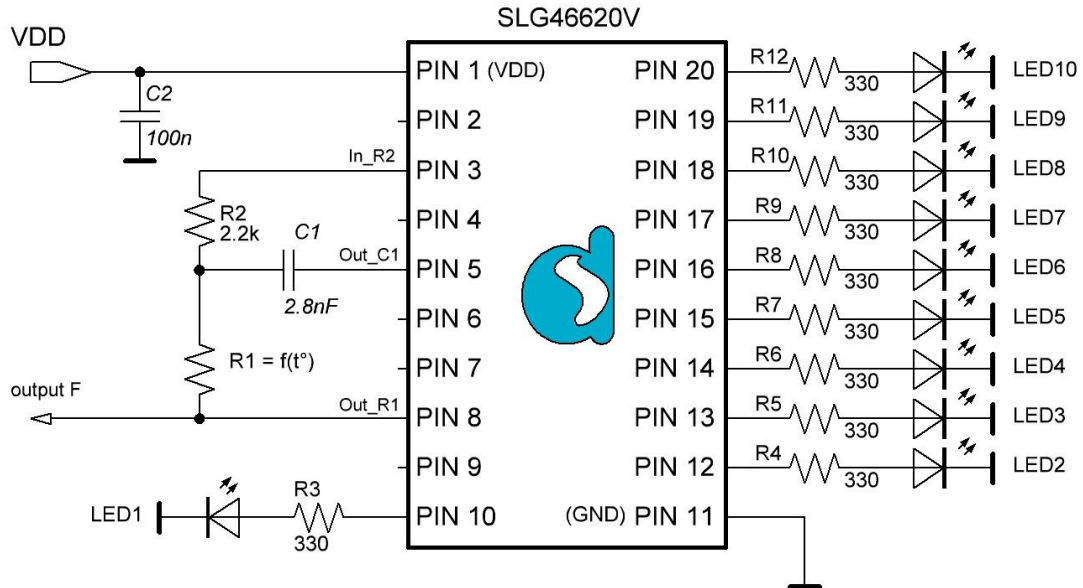 SLG46620V
VDD
C2
100n
In_R2
R2
2.2k
C1
2.8nF
Out_C1
R1 = f(t°)
output F
Out_R1
LED1
R3
330
PIN 1 (VDD)
PIN 2
PIN 3
PIN 4
PIN 5
PIN 6
PIN 7
PIN 8
PIN 9
PIN 10
PIN 20
PIN 19
PIN 18
PIN 17
PIN 16
PIN 15
PIN 14
PIN 13
PIN 12
(GND) PIN 11
R12 330 LED10
R11 330 LED9
R10 330 LED8
R9 330 LED7
R8 330 LED6
R7 330 LED5
R6 330 LED4
R5 330 LED3
R4 330 LED2